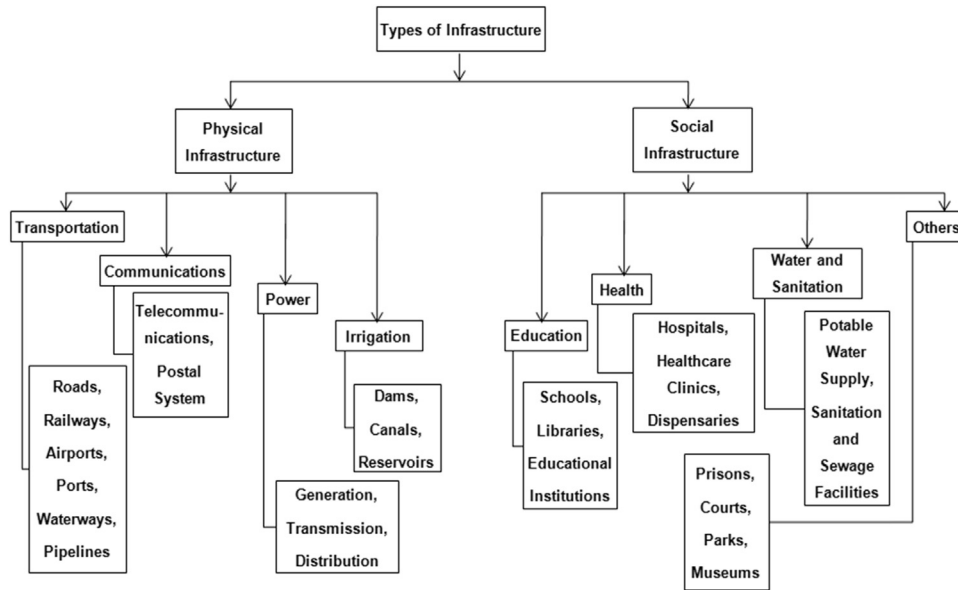 Types of Infrastructure
Physical
Infrastructure
Social
Infrastructure
Transportation
Roads,
Railways,
Airports,
Ports,
Waterways,
Pipelines
Communications
Telecommu-
nications,
Postal
System
Power
Generation,
Transmission,
Distribution
Irrigation
Dams,
Canals,
Reservoirs
Education
Schools,
Libraries,
Educational
Institutions
Health
Hospitals,
Healthcare
Clinics,
Dispensaries
Water and
Sanitation
Potable
Water
Supply,
Sanitation
and
Sewage
Facilities
Others
Prisons,
Courts,
Parks,
Museums